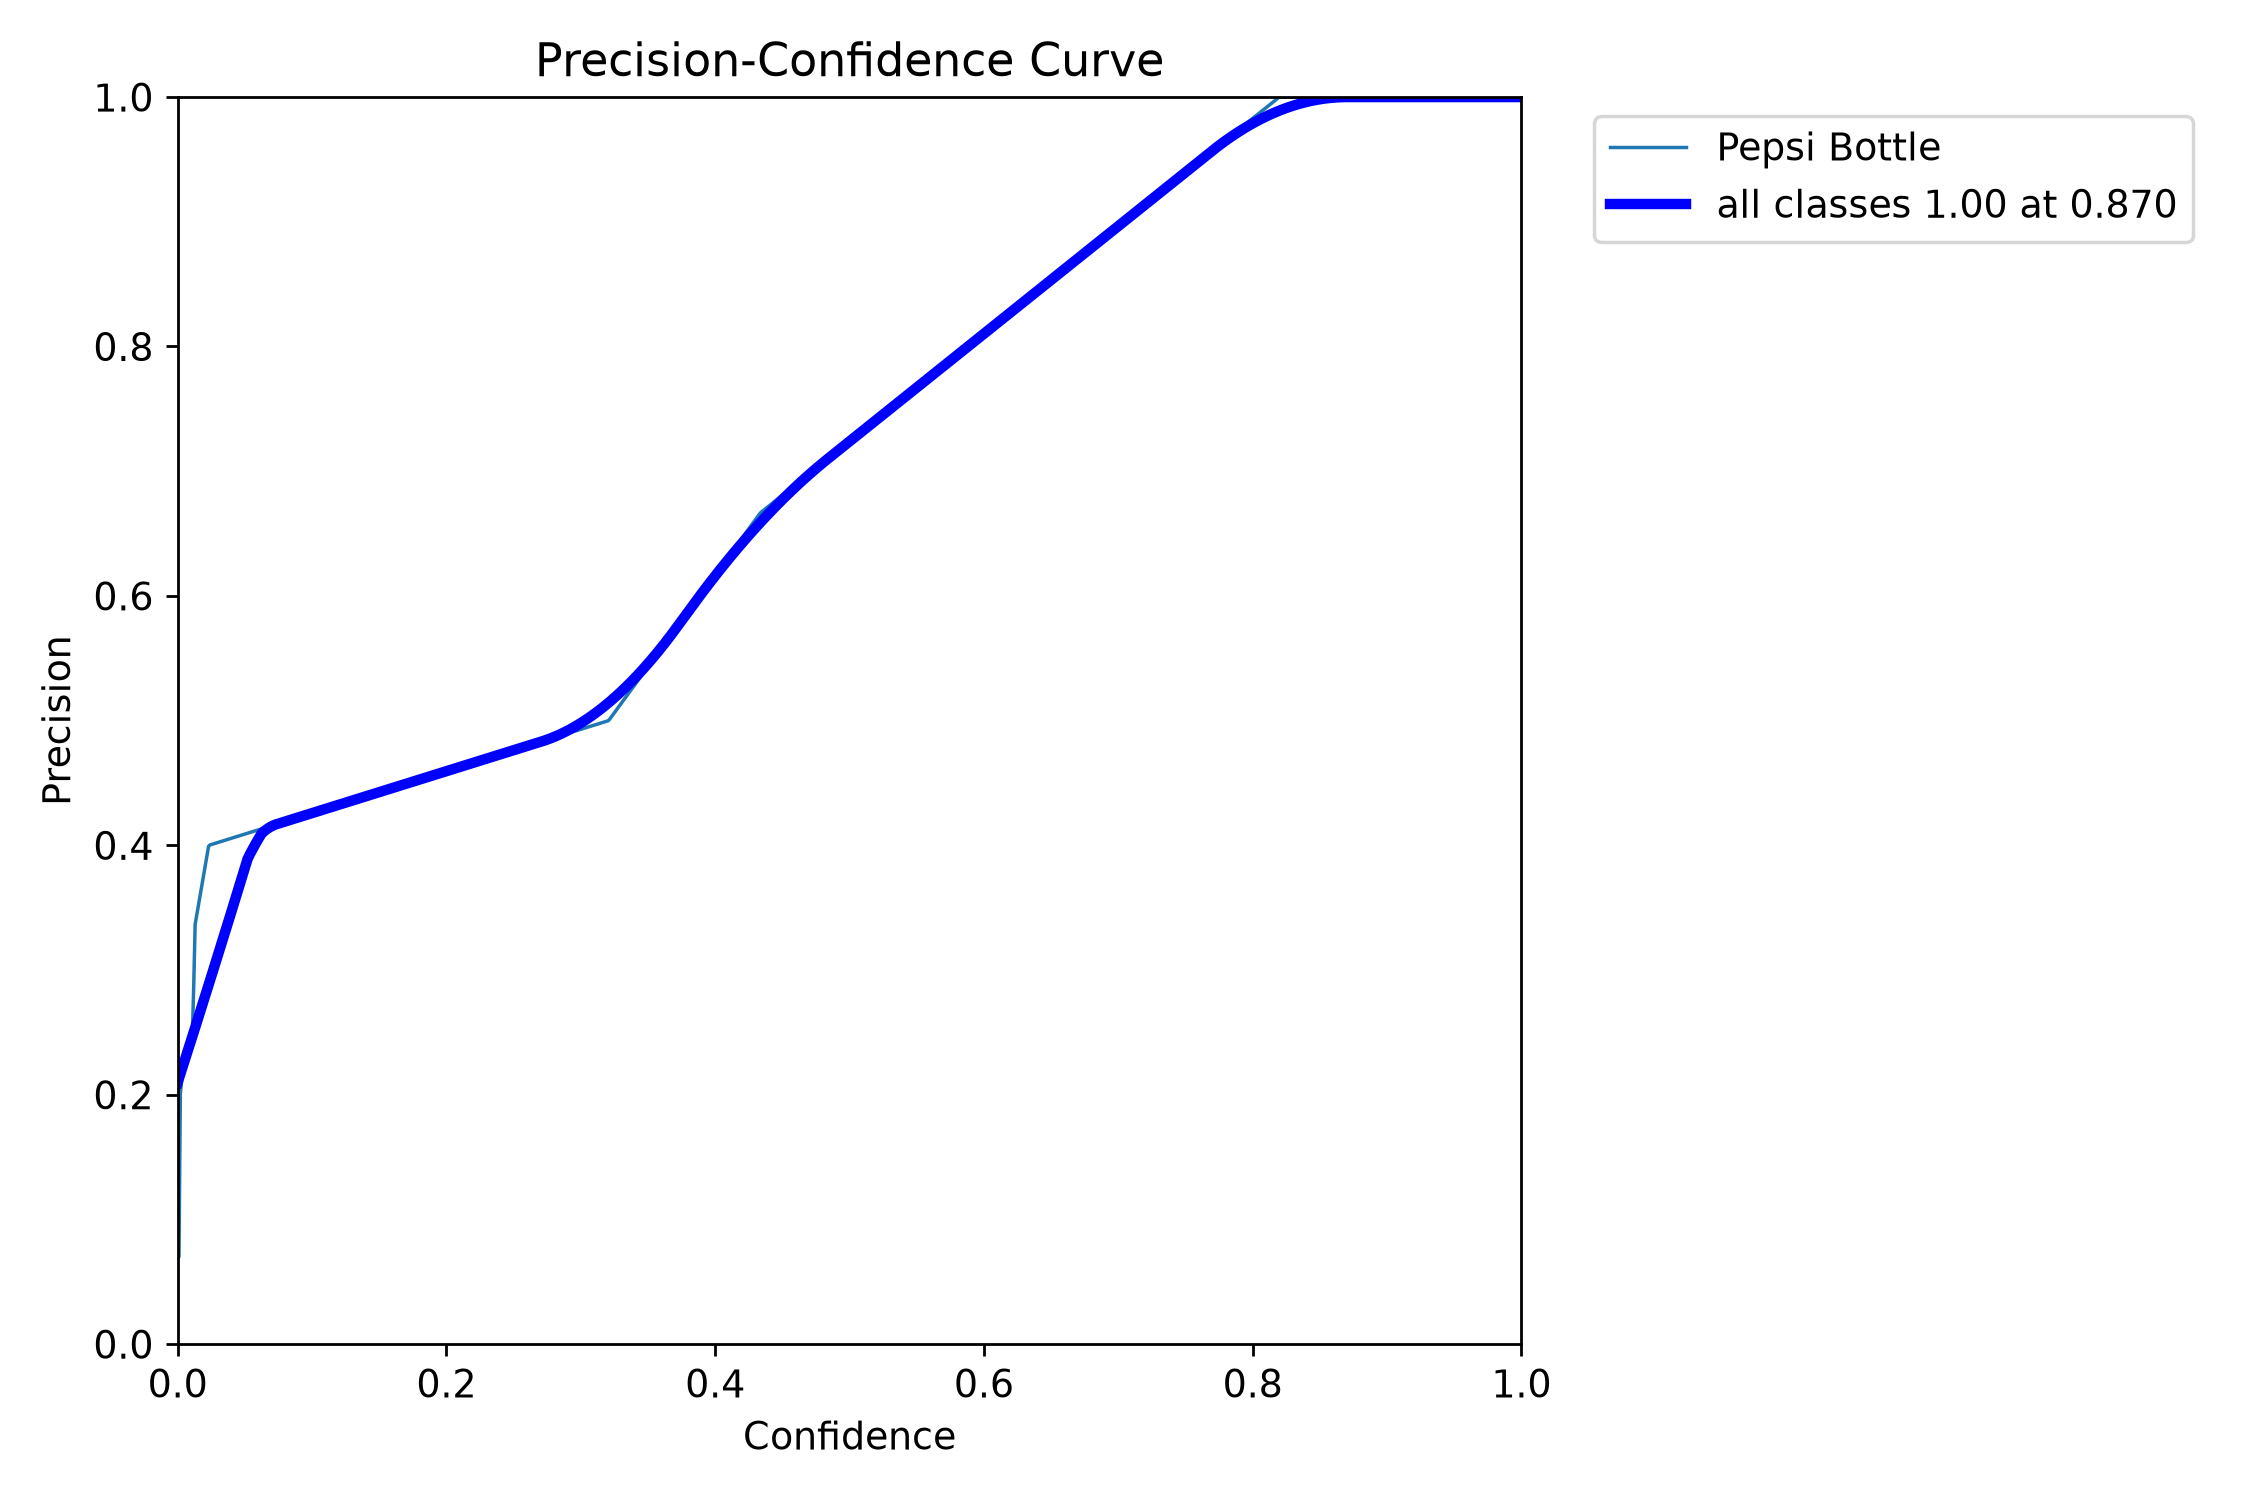 Precision-Confidence Curve
1.0
0.8
0.6
0.4
0.2
0.0
Precision
0.0 0.2 0.4 0.6 0.8 1.0
Confidence
Pepsi Bottle
all classes 1.00 at 0.870